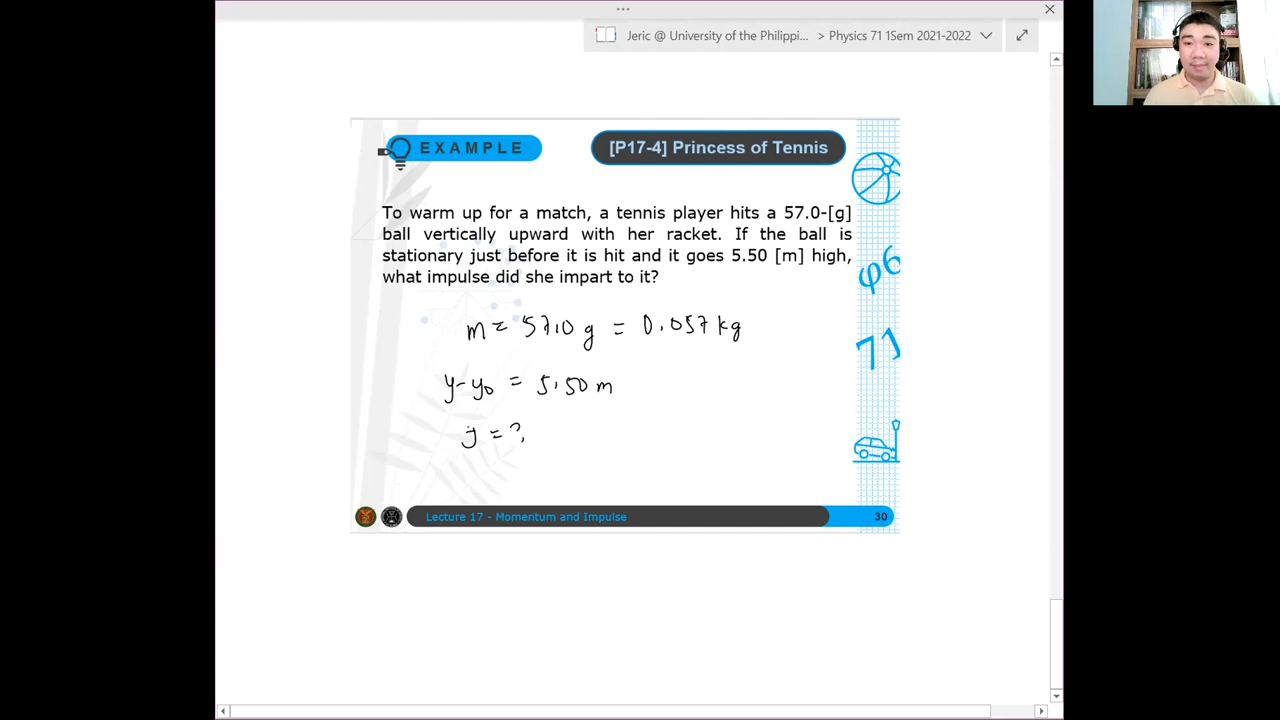 Jeric @ University of the Philippi... > Physics 71 1Sem 2021-2022
EXAMPLE
[P17-4] Princess of Tennis
To warm up for a match, a tennis player hits a 57.0-[g]
ball vertically upward with her racket. If the ball is
stationary just before it is hit and it goes 5.50 [m] high,
what impulse did she impart to it?
m = 57.0 g = 0.057 kg
y-y₀ = 5.50 m
J = ?
φ6
71
Lecture 17 - Momentum and Impulse
30